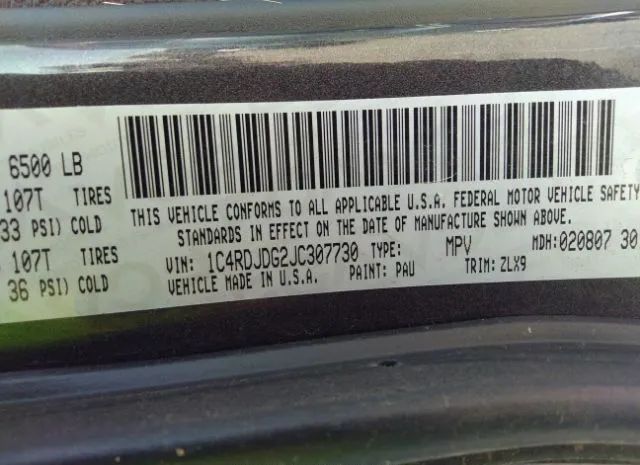 6500 LB
107T TIRES
33 PSI) COLD
107T TIRES
36 PSI) COLD
THIS VEHICLE CONFORMS TO ALL APPLICABLE U.S.A. FEDERAL MOTOR VEHICLE SAFETY
STANDARDS IN EFFECT ON THE DATE OF MANUFACTURE SHOWN ABOVE.
VIN: 1C4RDJDG2JC307730 TYPE: MPV MDH:020807 30
VEHICLE MADE IN U.S.A. PAINT: PAU TRIM: ZLX9